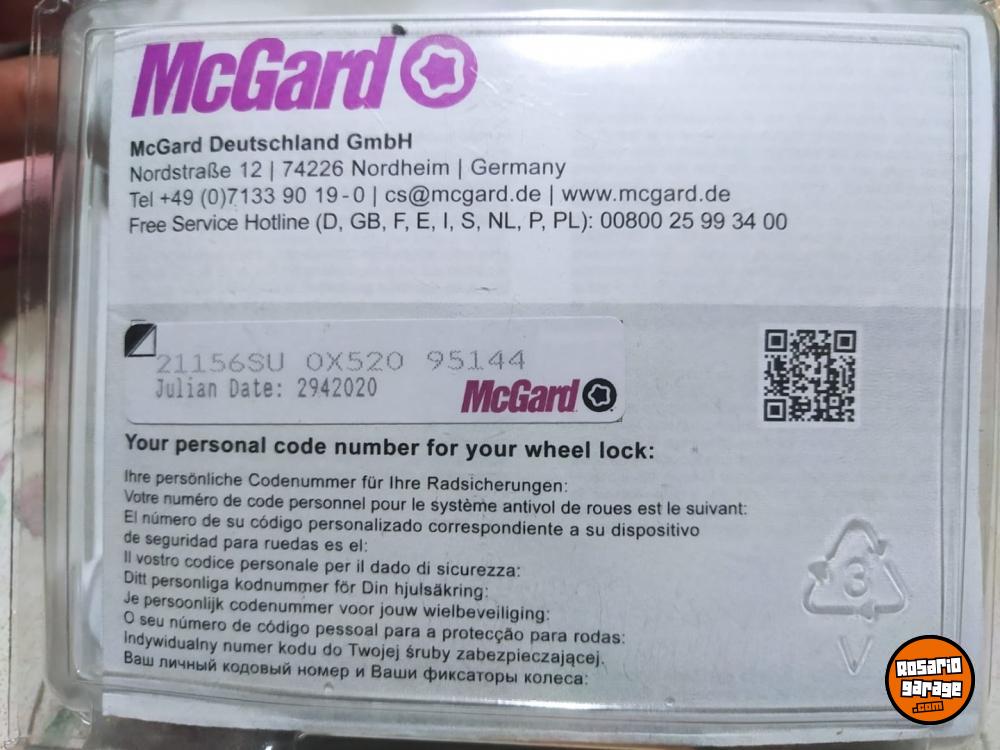 McGard
McGard Deutschland GmbH
Nordstraße 12 | 74226 Nordheim | Germany
Tel +49 (0)7133 90 19-0 | cs@mcgard.de | www.mcgard.de
Free Service Hotline (D, GB, F, E, I, S, NL, P, PL): 00800 25 99 34 00
21156SU 0X520 95144
Julian Date: 2942020
McGard
Your personal code number for your wheel lock:
Ihre persönliche Codenummer für Ihre Radsicherungen:
Votre numéro de code personnel pour le système antivol de roues est le suivant:
El número de su código personalizado correspondiente a su dispositivo
de seguridad para ruedas es el:
Il vostro codice personale per il dado di sicurezza:
Ditt personliga kodnummer för Din hjulsäkring:
Je persoonlijk codenummer voor jouw wielbeveiliging:
O seu número de código pessoal para a protecção para rodas:
Indywidualny numer kodu do Twojej śruby zabezpieczającej.
Ваш личный кодовый номер и Ваши фиксаторы колеса:
3
V
Rosario
garage
.com